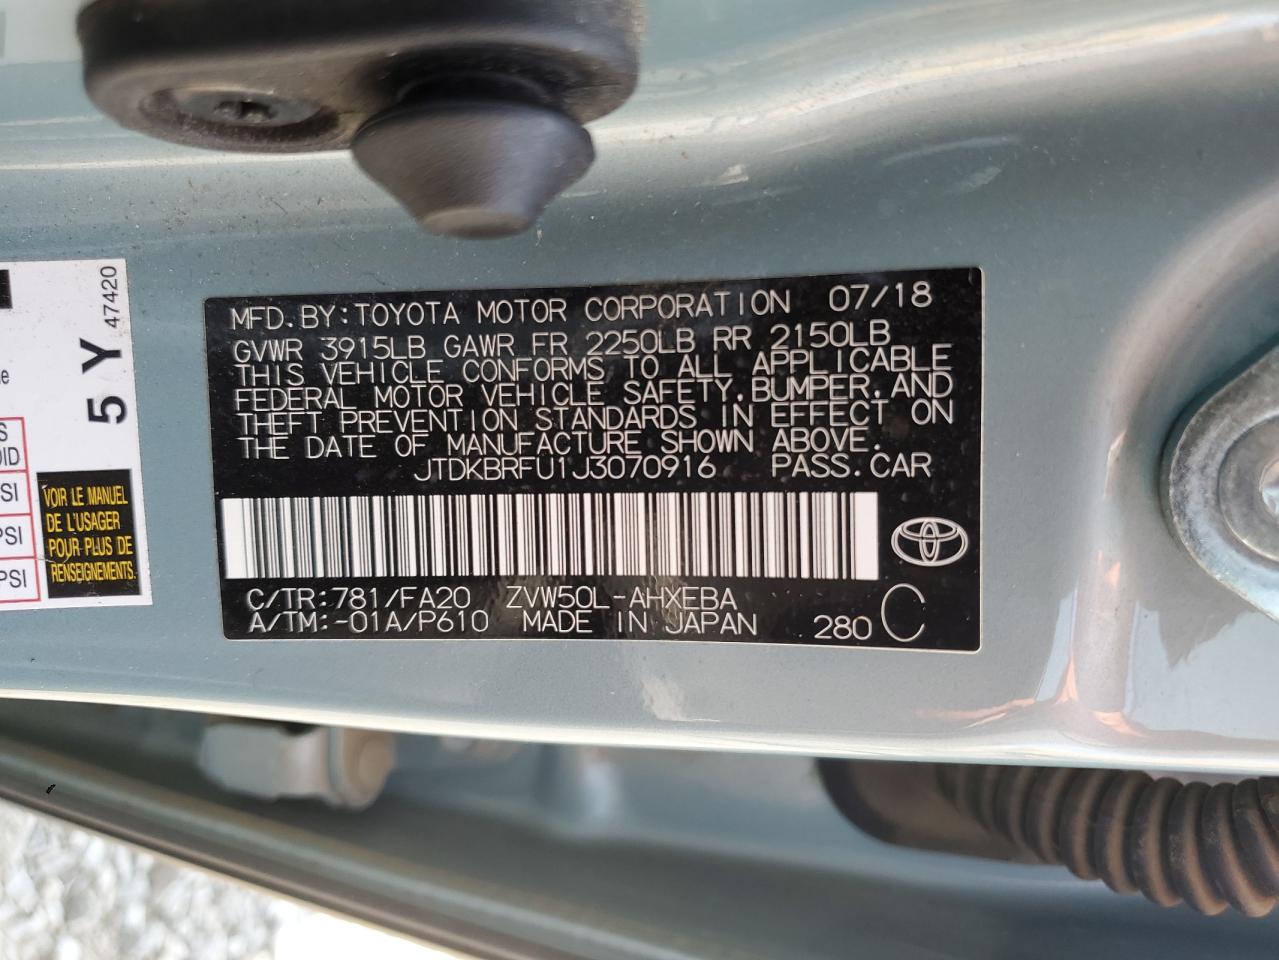 MFD.BY:TOYOTA MOTOR CORPORATION 07/18
GVWR 3915LB GAWR FR 2250LB RR 2150LB
THIS VEHICLE CONFORMS TO ALL APPLICABLE
FEDERAL MOTOR VEHICLE SAFETY,BUMPER,AND
THEFT PREVENTION STANDARDS IN EFFECT ON
THE DATE OF MANUFACTURE SHOWN ABOVE.
JTDKBRFU1J3070916 PASS.CAR
C/TR:781/FA20 ZVW50L-AHXEBA
A/TM:-01A/P610 MADE IN JAPAN 280 C
5Y
47420
PSI
VOIR LE MANUEL
DE L'USAGER
POUR PLUS DE
RENSEIGNEMENTS.